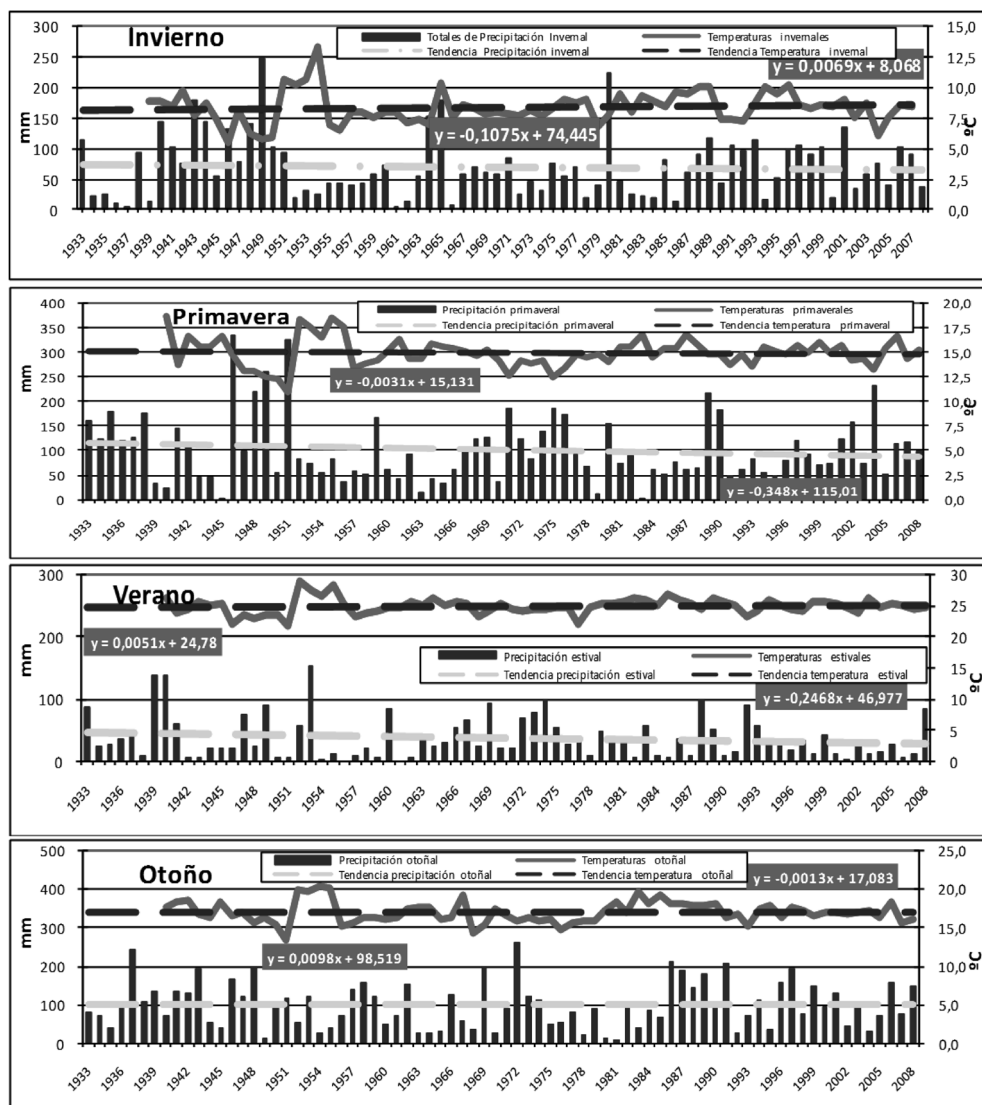 Invierno
Totales de Precipitación Invernal
Temperaturas invernales
Tendencia Precipitación invernal
Tendencia Temperatura invernal
y = 0,0069x + 8,068
y = -0,1075x + 74,445
300
250
200
150
100
50
0
mm
15,0
12,5
10,0
7,5
5,0
2,5
0,0
ºC
1933 1935 1937 1939 1941 1943 1945 1947 1949 1951 1953 1955 1957 1959 1961 1963 1965 1967 1969 1971 1973 1975 1977 1979 1981 1983 1985 1987 1989 1991 1993 1995 1997 1999 2001 2003 2005 2007
Primavera
Precipitación primaveral
Temperaturas primaverales
Tendencia precipitación primaveral
Tendencia temperatura primaveral
y = -0,0031x + 15,131
y = -0,348x + 115,01
400
350
300
250
200
150
100
50
0
mm
20,0
17,5
15,0
12,5
10,0
7,5
5,0
2,5
0,0
ºC
1933 1936 1939 1942 1945 1948 1951 1954 1957 1960 1963 1966 1969 1972 1975 1978 1981 1984 1987 1990 1993 1996 1999 2002 2005 2008
Verano
Precipitación estival
Temperaturas estivales
Tendencia precipitación estival
Tendencia temperatura estival
y = 0,0051x + 24,78
y = -0,2468x + 46,977
300
200
100
0
mm
30
25
20
15
10
5
0
ºC
1933 1936 1939 1942 1945 1948 1951 1954 1957 1960 1963 1966 1969 1972 1975 1978 1981 1984 1987 1990 1993 1996 1999 2002 2005 2008
Otoño
Precipitación otoñal
Temperaturas otoñal
Tendencia precipitación otoñal
Tendencia temperatura otoñal
y = -0,0013x + 17,083
y = 0,0098x + 98,519
500
400
300
200
100
0
mm
25,0
20,0
15,0
10,0
5,0
0,0
ºC
1933 1936 1939 1942 1945 1948 1951 1954 1957 1960 1963 1966 1969 1972 1975 1978 1981 1984 1987 1990 1993 1996 1999 2002 2005 2008